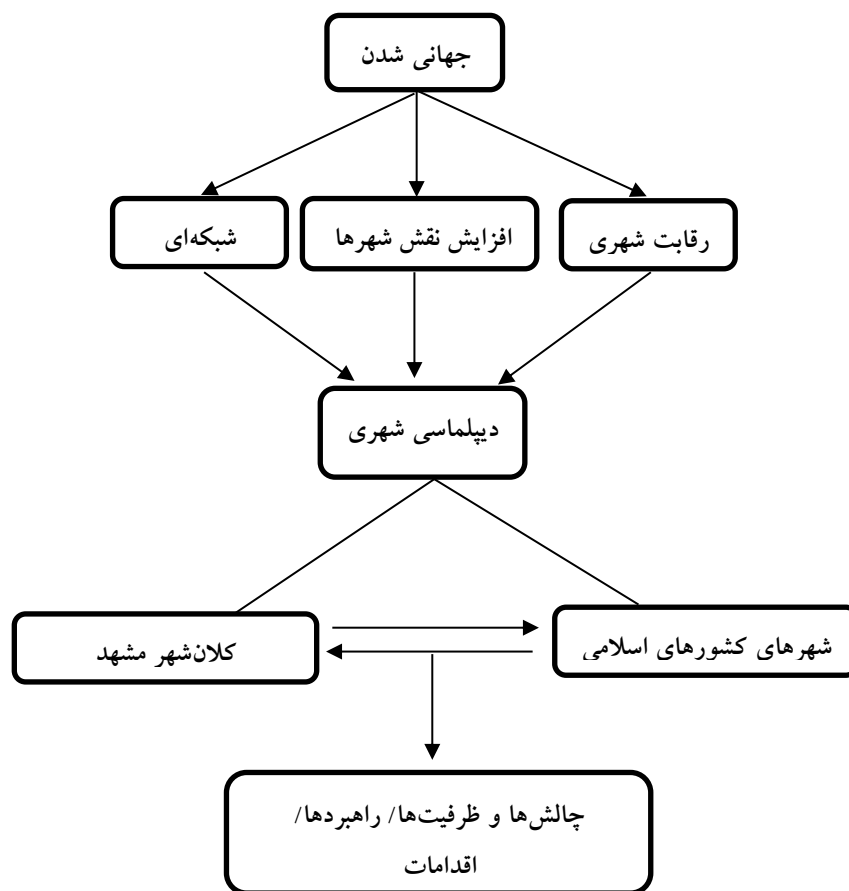 جهانی شدن
رقابت شهری
افزایش نقش شهرها
شبکه‌ای
دیپلماسی شهری
شهرهای کشورهای اسلامی
کلان‌شهر مشهد
چالش‌ها و ظرفیت‌ها/ راهبردها/
اقدامات